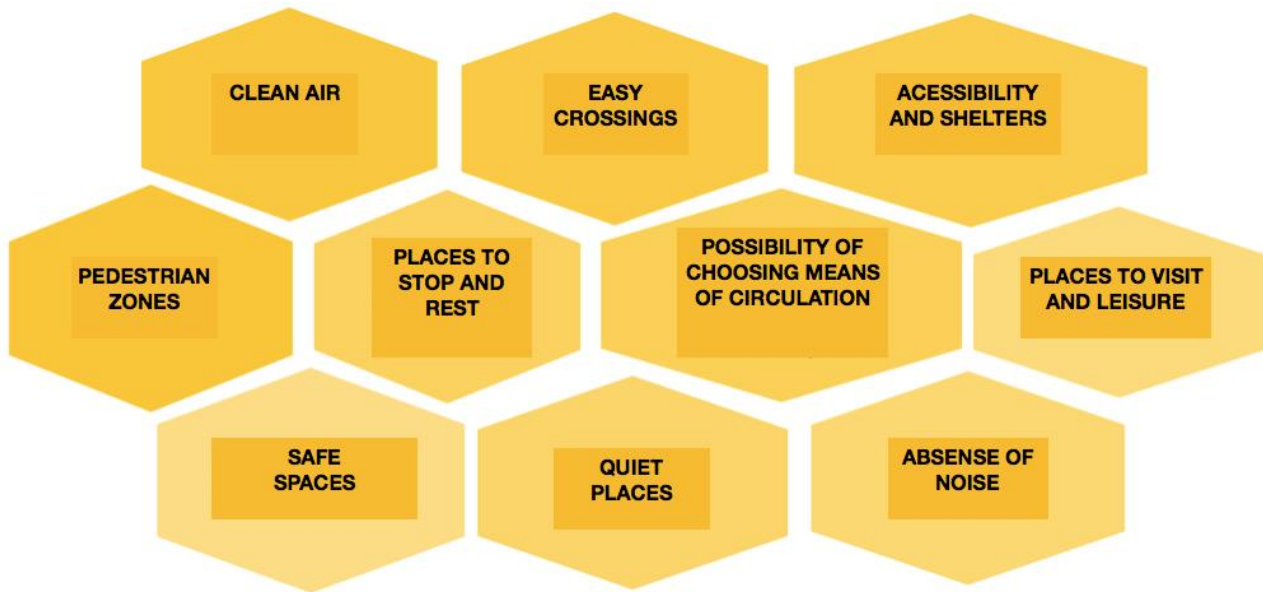 CLEAN AIR
EASY
CROSSINGS
ACESSIBILITY
AND SHELTERS
PEDESTRIAN
ZONES
PLACES TO
STOP AND
REST
POSSIBILITY OF
CHOOSING MEANS
OF CIRCULATION
PLACES TO VISIT
AND LEISURE
SAFE
SPACES
QUIET
PLACES
ABSENSE OF
NOISE